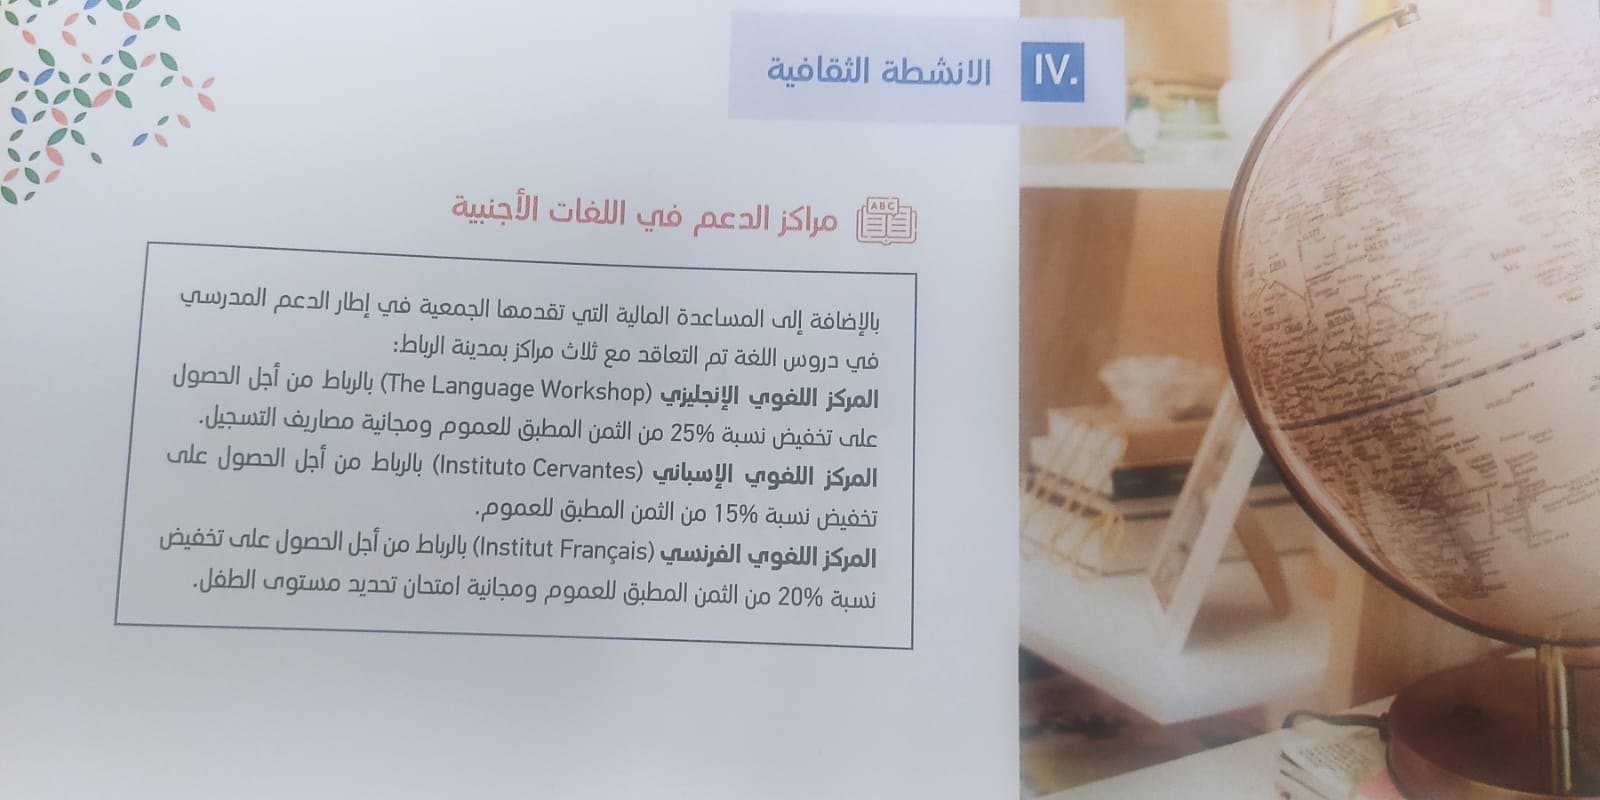 IV.
الانشطة الثقافية
ABC
مراكز الدعم في اللغات الأجنبية
بالإضافة إلى المساعدة المالية التي تقدمها الجمعية في إطار الدعم المدرسي
في دروس اللغة تم التعاقد مع ثلاث مراكز بمدينة الرباط:
المركز اللغوي الإنجليزي (The Language Workshop) بالرباط من أجل الحصول
على تخفيض نسبة %25 من الثمن المطبق للعموم ومجانية مصاريف التسجيل.
المركز اللغوي الإسباني (Instituto Cervantes) بالرباط من أجل الحصول على
تخفيض نسبة %15 من الثمن المطبق للعموم.
المركز اللغوي الفرنسي (Institut Français) بالرباط من أجل الحصول على تخفيض
نسبة %20 من الثمن المطبق للعموم ومجانية امتحان تحديد مستوى الطفل.